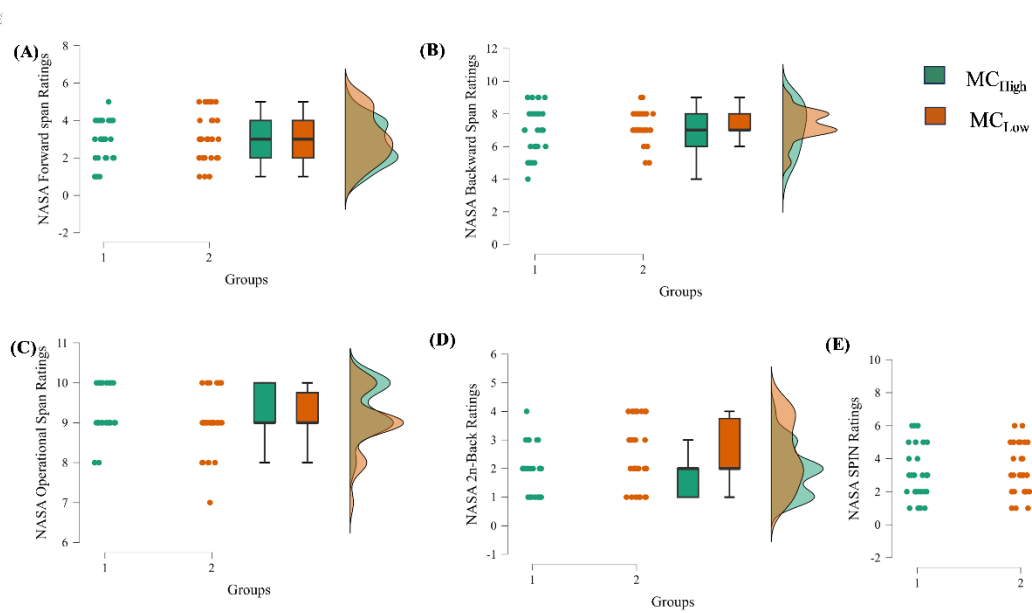 (A)
NASA Forward span Ratings
8
6
4
2
0
-2
1 2
Groups
(B)
NASA Backward Span Ratings
12
10
8
6
4
2
0
1 2
Groups
MCHigh
MCLow
(C)
NASA Operational Span Ratings
10
9
8
7
6
1 2
Groups
(D)
NASA 2n-Back Ratings
6
5
4
3
2
1
0
-1
1 2
Groups
(E)
NASA SPIN Ratings
10
8
6
4
2
0
-2
1 2